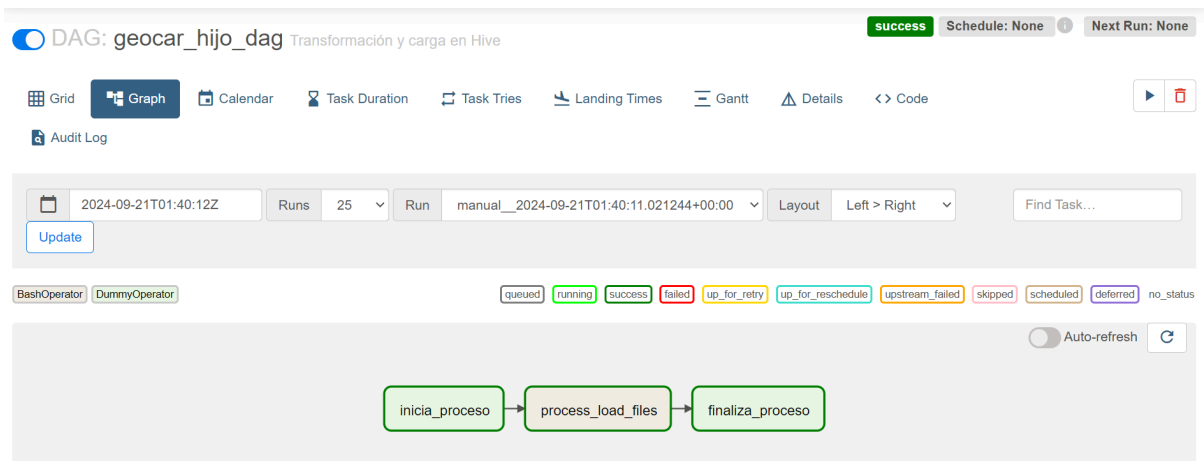 DAG: geocar_hijo_dag Transformación y carga en Hive
success Schedule: None Next Run: None
Grid Graph Calendar Task Duration Task Tries Landing Times Gantt Details <> Code
Audit Log
2024-09-21T01:40:12Z Runs 25 Run manual__2024-09-21T01:40:11.021244+00:00 Layout Left > Right Find Task...
Update
BashOperator DummyOperator queued running success failed up_for_retry up_for_reschedule upstream_failed skipped scheduled deferred no_status
Auto-refresh
inicia_proceso process_load_files finaliza_proceso